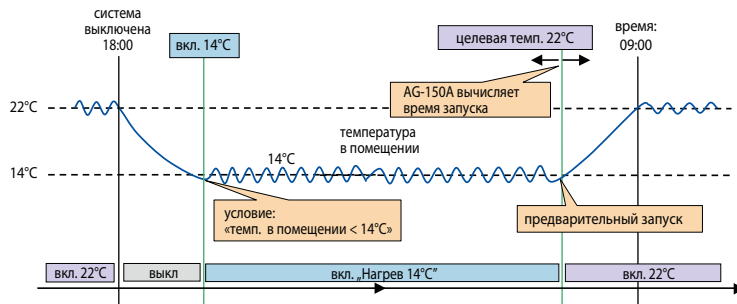 система
выключена
18:00
вкл. 14°C
целевая темп. 22°C
время:
09:00
AG-150A вычисляет
время запуска
22°C
температура
в помещении
14°C
14°C
условие:
«темп. в помещении < 14°C»
предварительный запуск
вкл. 22°C
выкл
вкл. „Нагрев 14°C"
вкл. 22°C